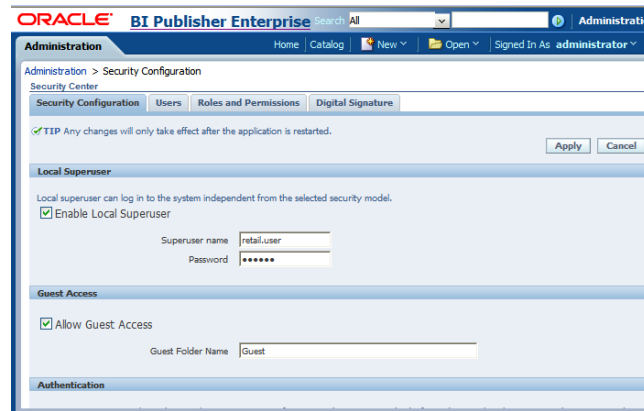 ORACLE BI Publisher Enterprise Search All Administrati
Administration Home Catalog New Open Signed In As administrator
Administration > Security Configuration
Security Center
Security Configuration Users Roles and Permissions Digital Signature
TIP Any changes will only take effect after the application is restarted.
Apply Cancel
Local Superuser
Local superuser can log in to the system independent from the selected security model.
Enable Local Superuser
Superuser name retail.user
Password ••••••
Guest Access
Allow Guest Access
Guest Folder Name Guest
Authentication